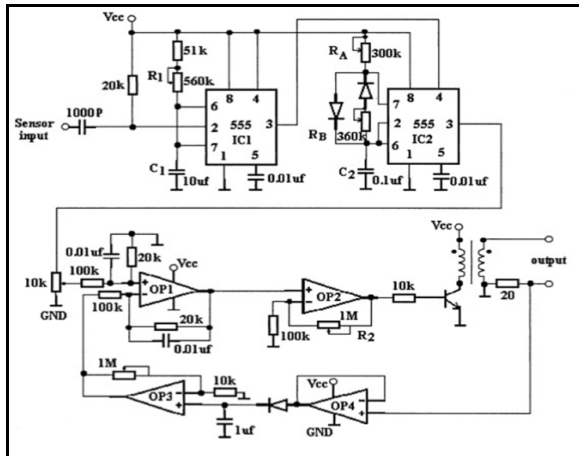 Vcc
51k
R1
560k
20k
1000P
Sensor input
6
2
7
8
4
3
555
IC1
1
5
C1
10uf
0.01uf
RA
300k
RB
360k
7
2
6
8
4
3
555
IC2
1
5
C2
0.1uf
0.01uf
0.01uf
20k
10k
100k
GND
100k
Vcc
OP1
20k
0.01uf
OP2
100k
1M
R2
10k
Vcc
output
20
1M
OP3
10k
1uf
Vcc
OP4
GND